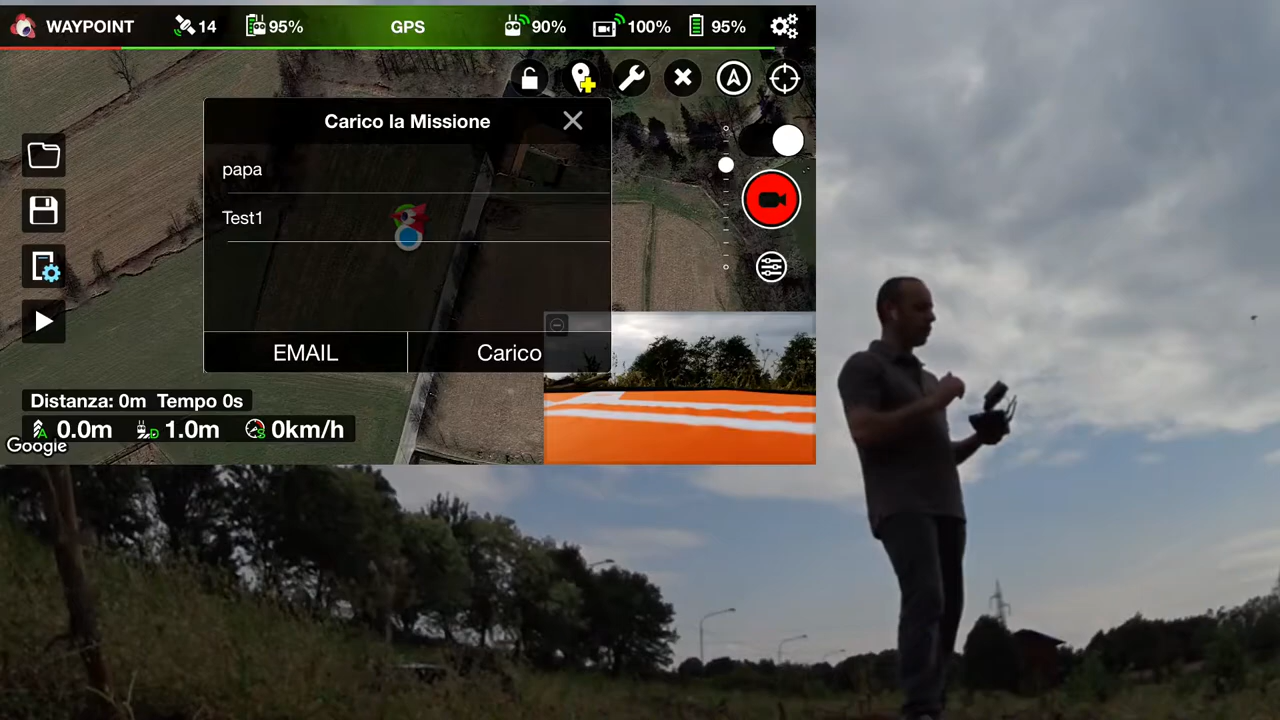 WAYPOINT 14 95% GPS 90% 100% 95%
Carico la Missione
papa
Test1
EMAIL Carico
Distanza: 0m Tempo 0s
0.0m 1.0m 0km/h
Google